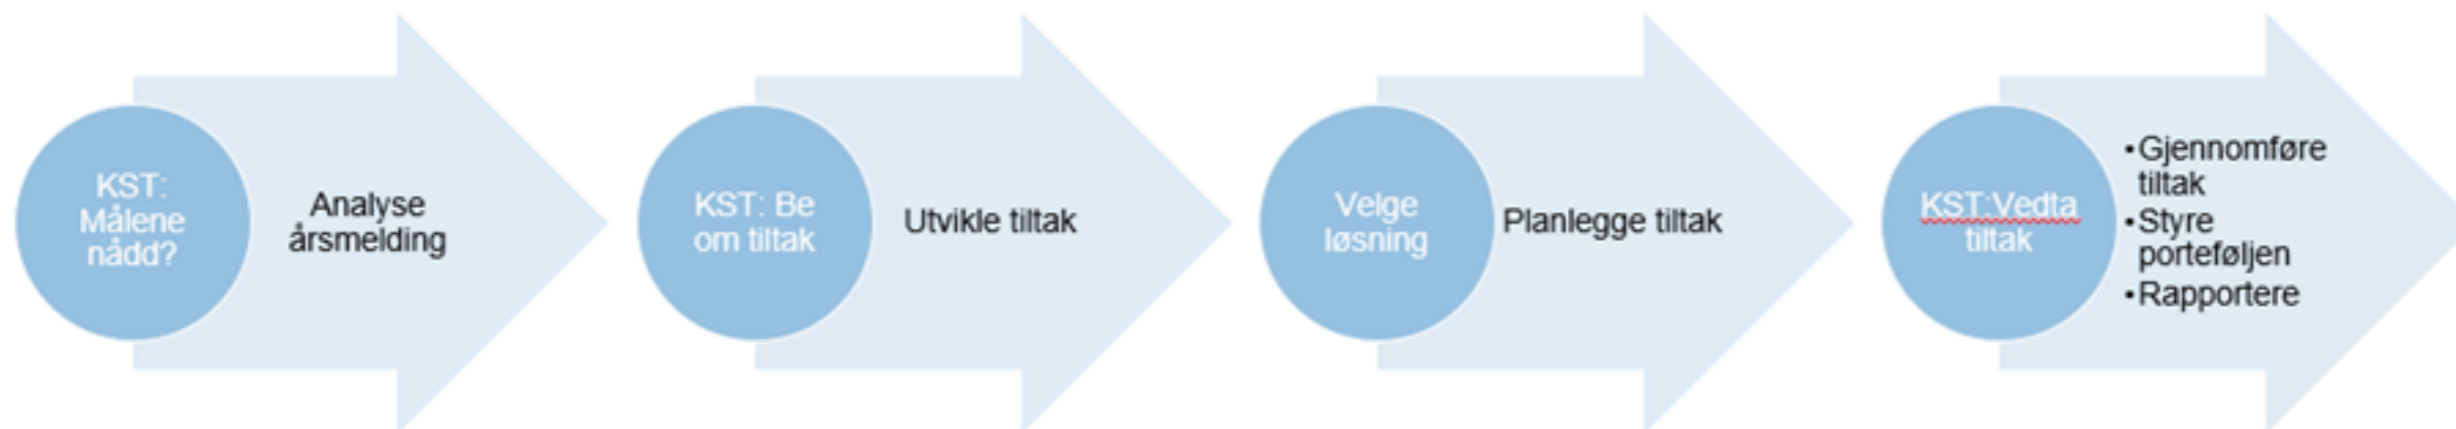 KST:
Målene
nådd?
Analyse
årsmelding
KST: Be
om tiltak
Utvikle tiltak
Velge
løsning
Planlegge tiltak
KST:Vedta
tiltak
•Gjennomføre
tiltak
•Styre
porteføljen
•Rapportere